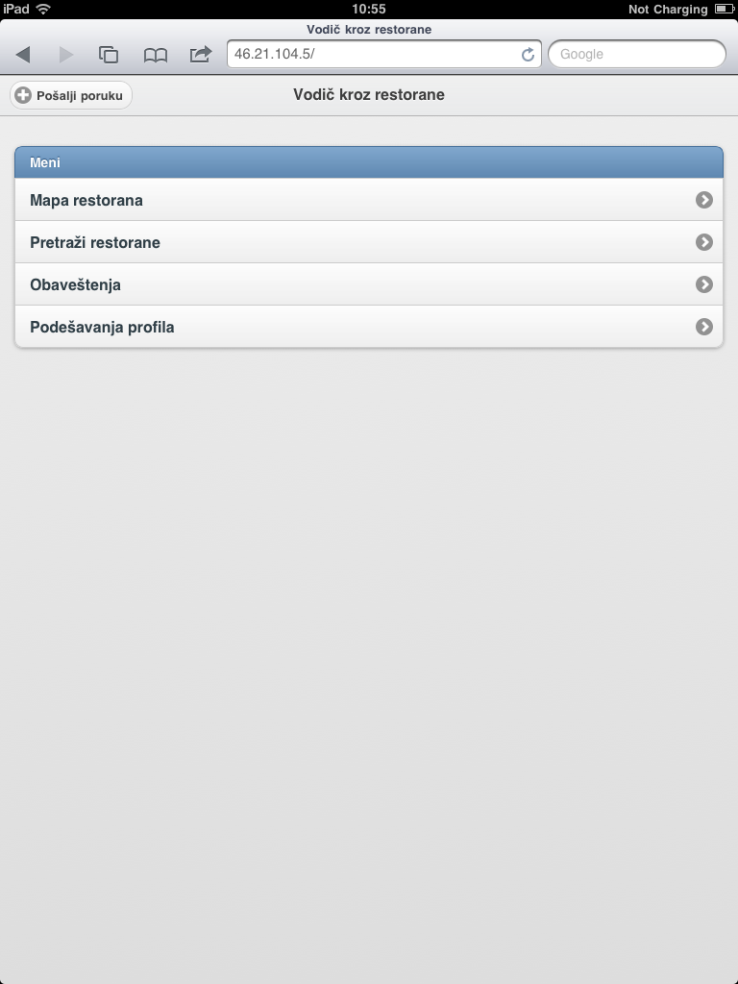 iPad 10:55 Not Charging
Vodič kroz restorane
46.21.104.5/ Google
Pošalji poruku Vodič kroz restorane
Meni
Mapa restorana
Pretraži restorane
Obaveštenja
Podešavanja profila